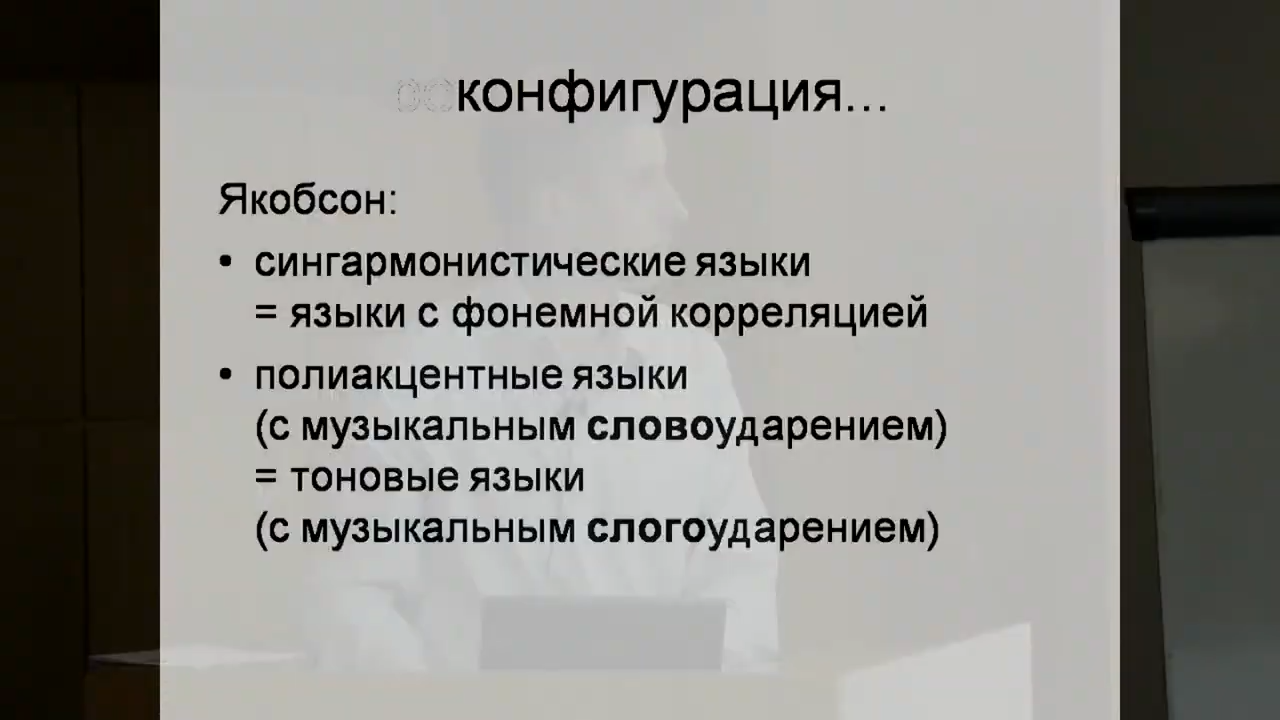 конфигурация...
Якобсон:
• сингармонистические языки
= языки с фонемной корреляцией
• полиакцентные языки
(с музыкальным словоударением)
= тоновые языки
(с музыкальным слогоударением)